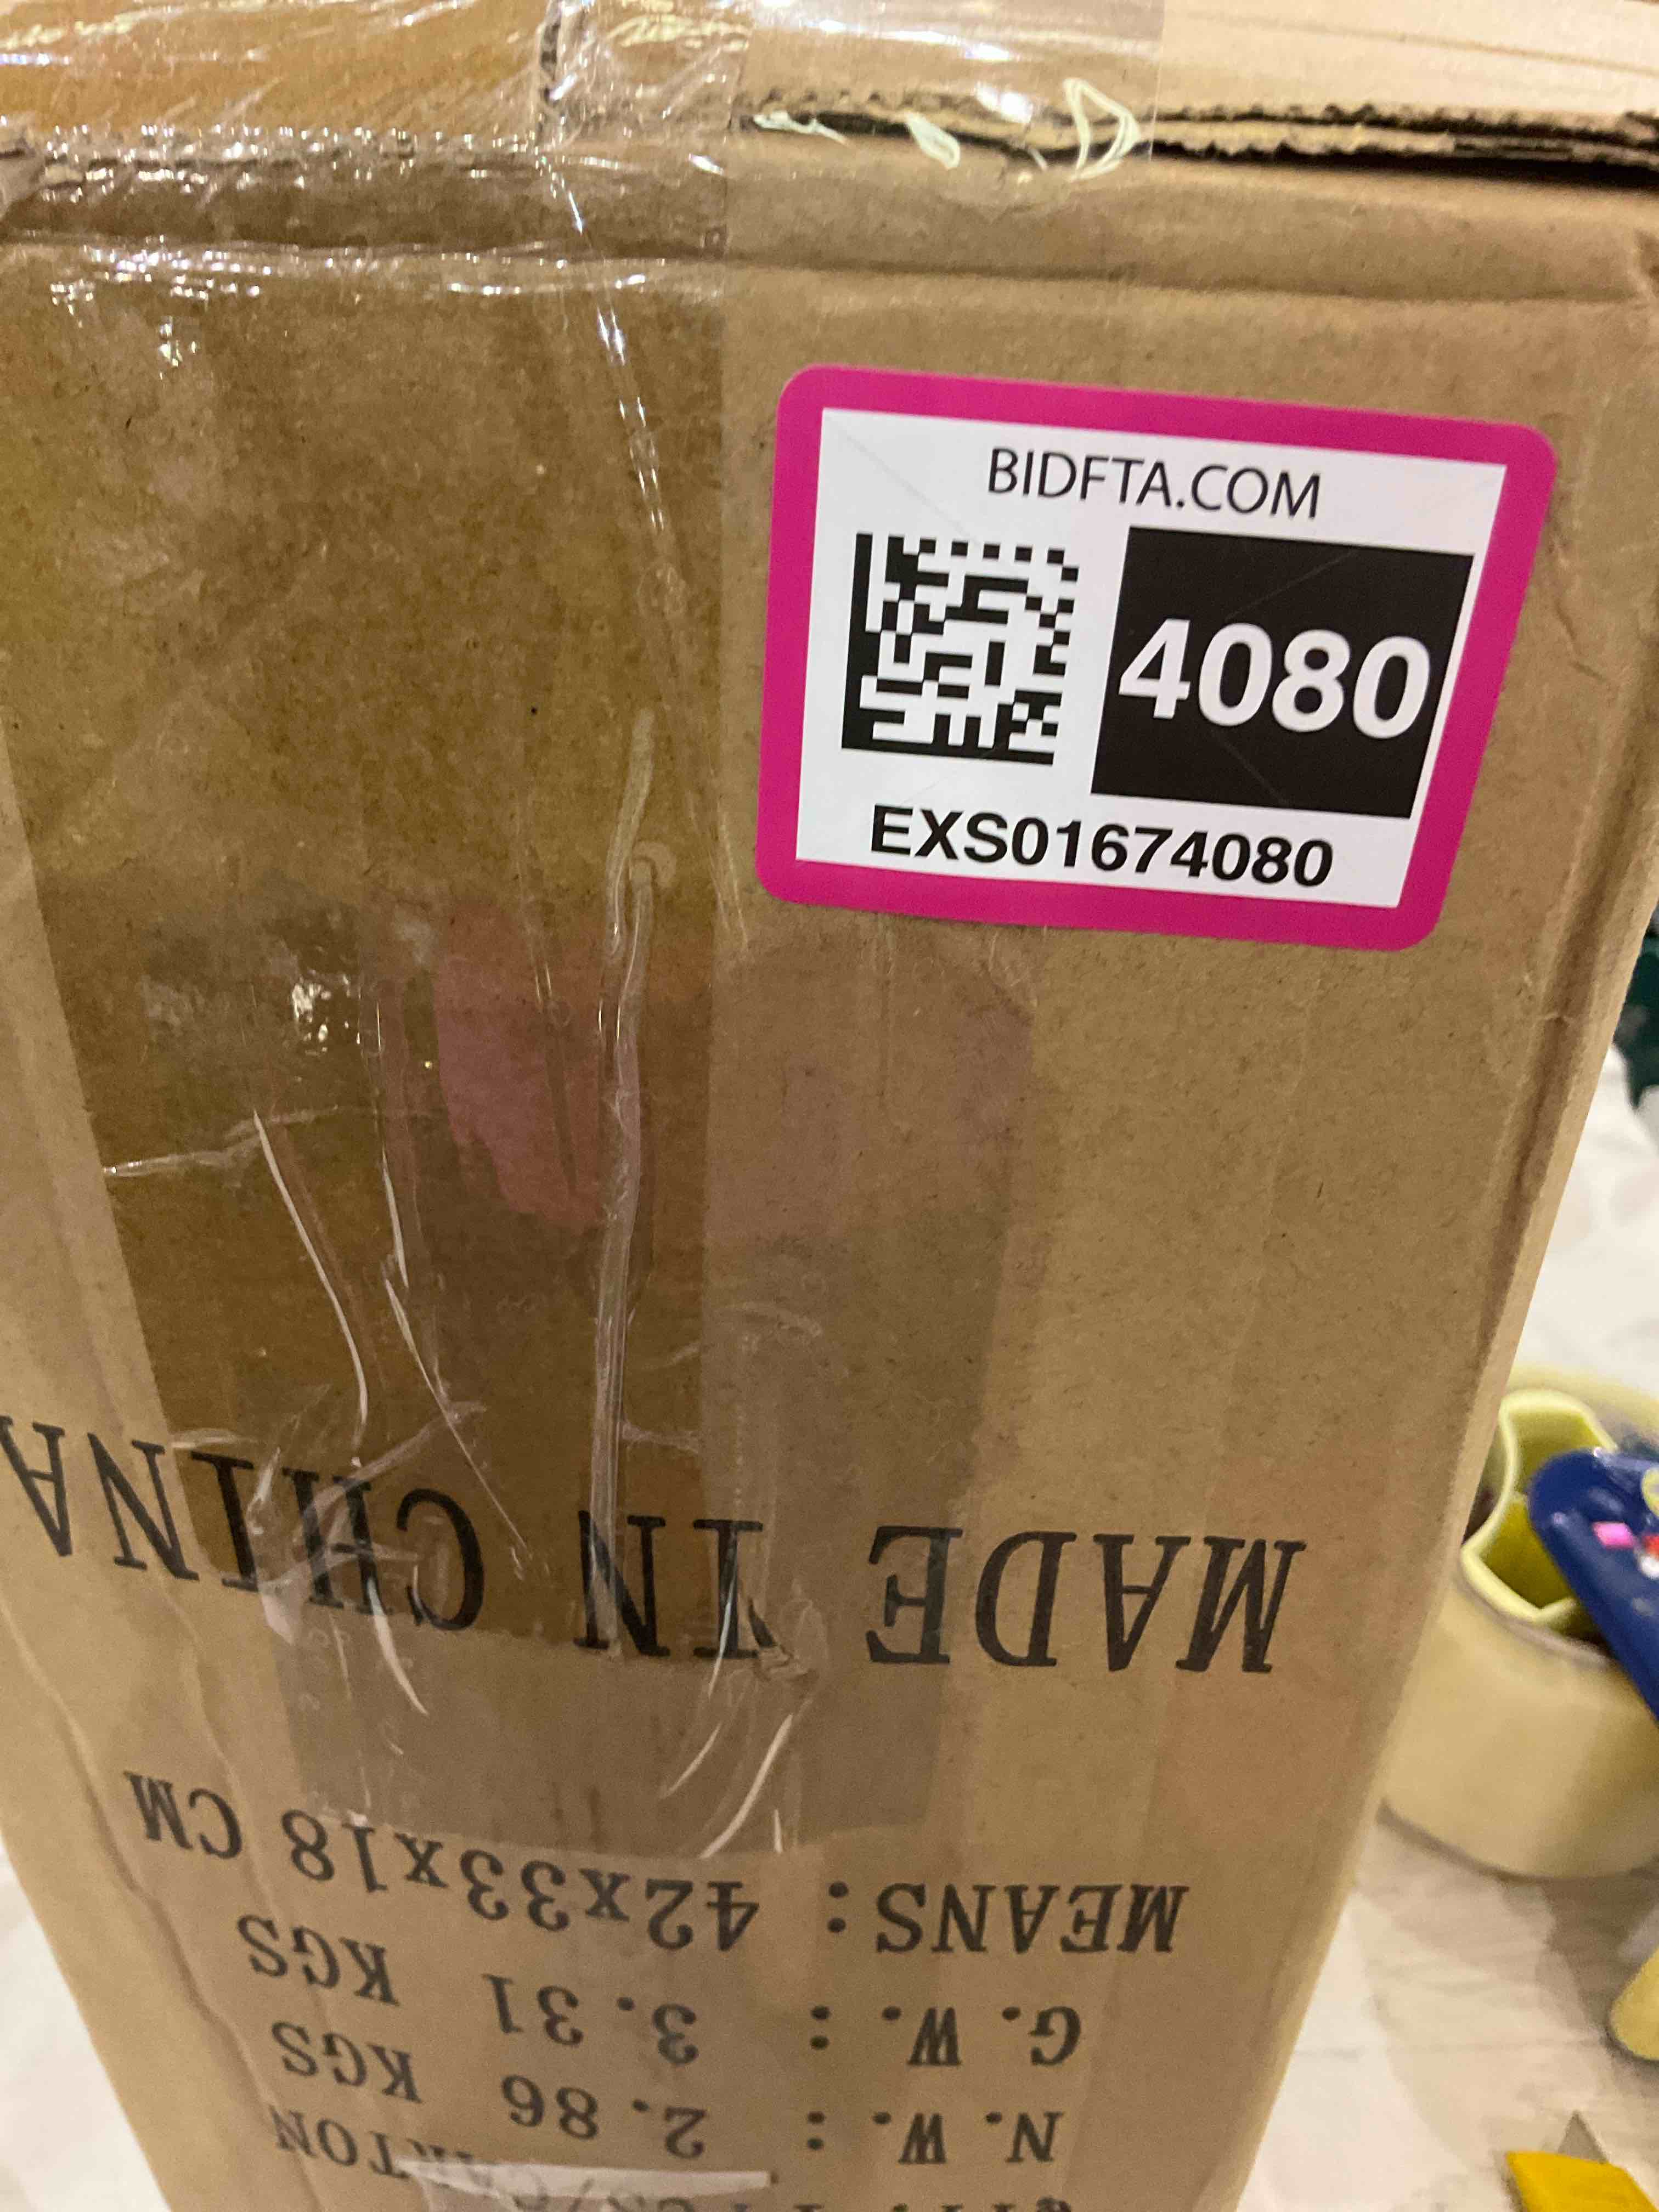 BIDFTA.COM
4080
EXS01674080
MADE IN CHINA
MEANS: 42x33x18 CM
G.W.: 3.31 KGS
N.W.: 2.86 KGS